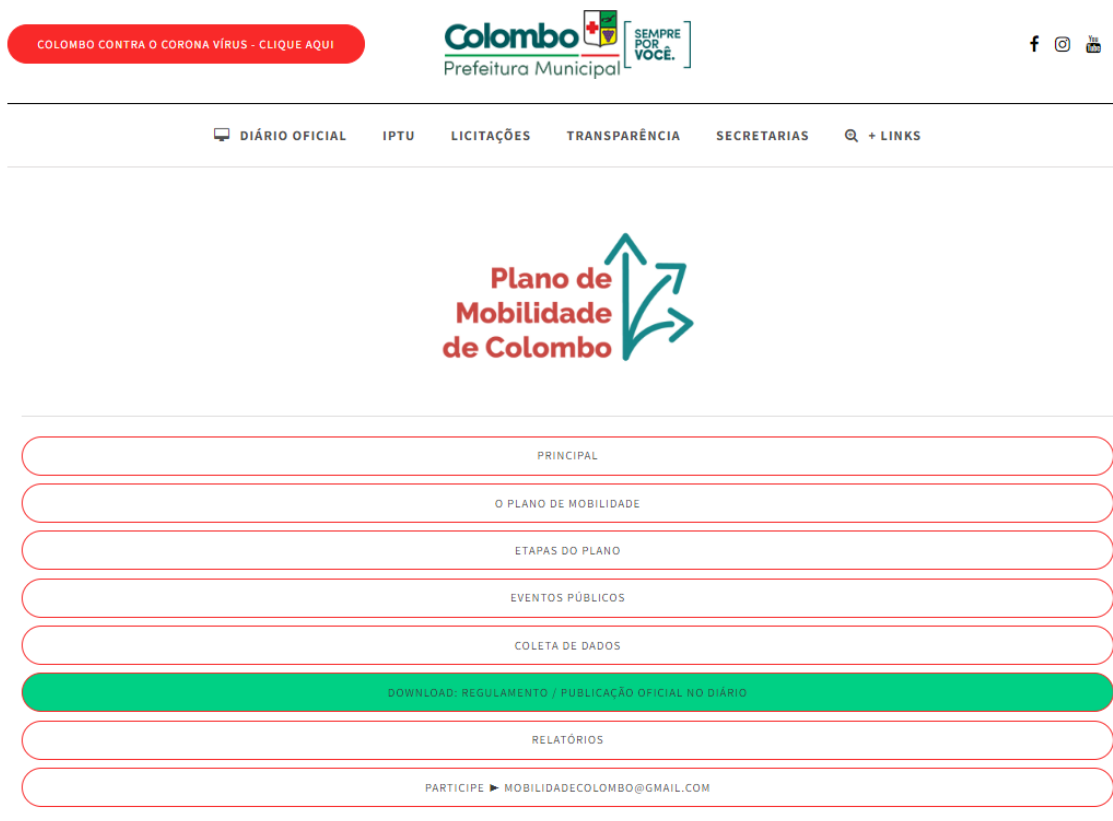 COLOMBO CONTRA O CORONA VÍRUS - CLIQUE AQUI
Colombo
Prefeitura Municipal
SEMPRE
POR
VOCÊ.
You
Tube
DIÁRIO OFICIAL IPTU LICITAÇÕES TRANSPARÊNCIA SECRETARIAS + LINKS
Plano de
Mobilidade
de Colombo
PRINCIPAL
O PLANO DE MOBILIDADE
ETAPAS DO PLANO
EVENTOS PÚBLICOS
COLETA DE DADOS
DOWNLOAD: REGULAMENTO / PUBLICAÇÃO OFICIAL NO DIÁRIO
RELATÓRIOS
PARTICIPE ► MOBILIDADECOLOMBO@GMAIL.COM